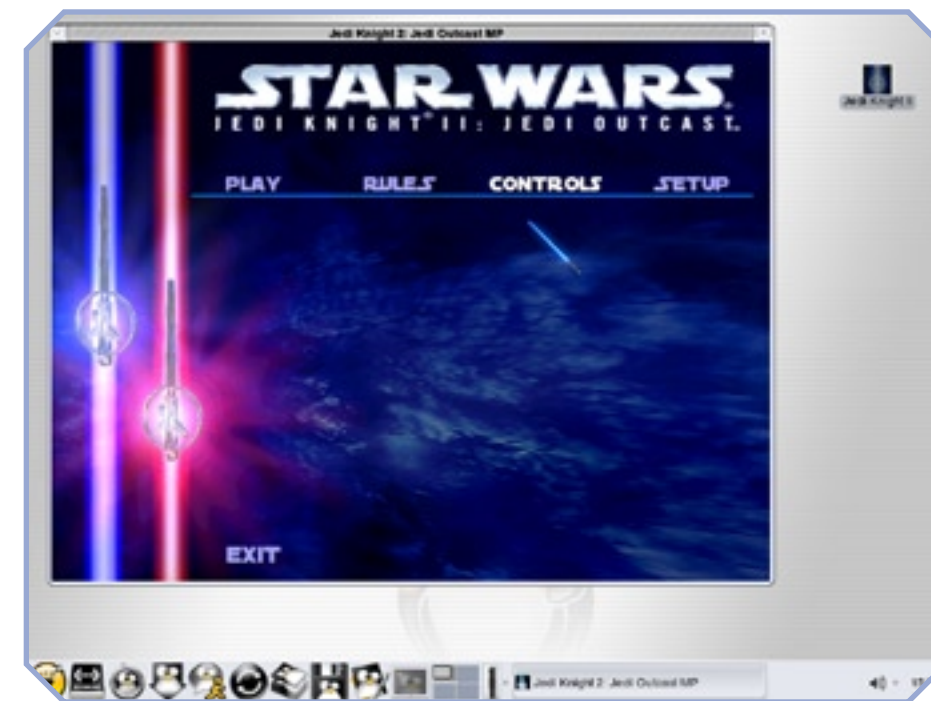 Jedi Knight 2: Jedi Outcast MP
STAR WARS
JEDI KNIGHT® II: JEDI OUTCAST.
PLAY RULES CONTROLS SETUP
EXIT
Jedi Knight II
Jedi Knight 2: Jedi Outcast MP